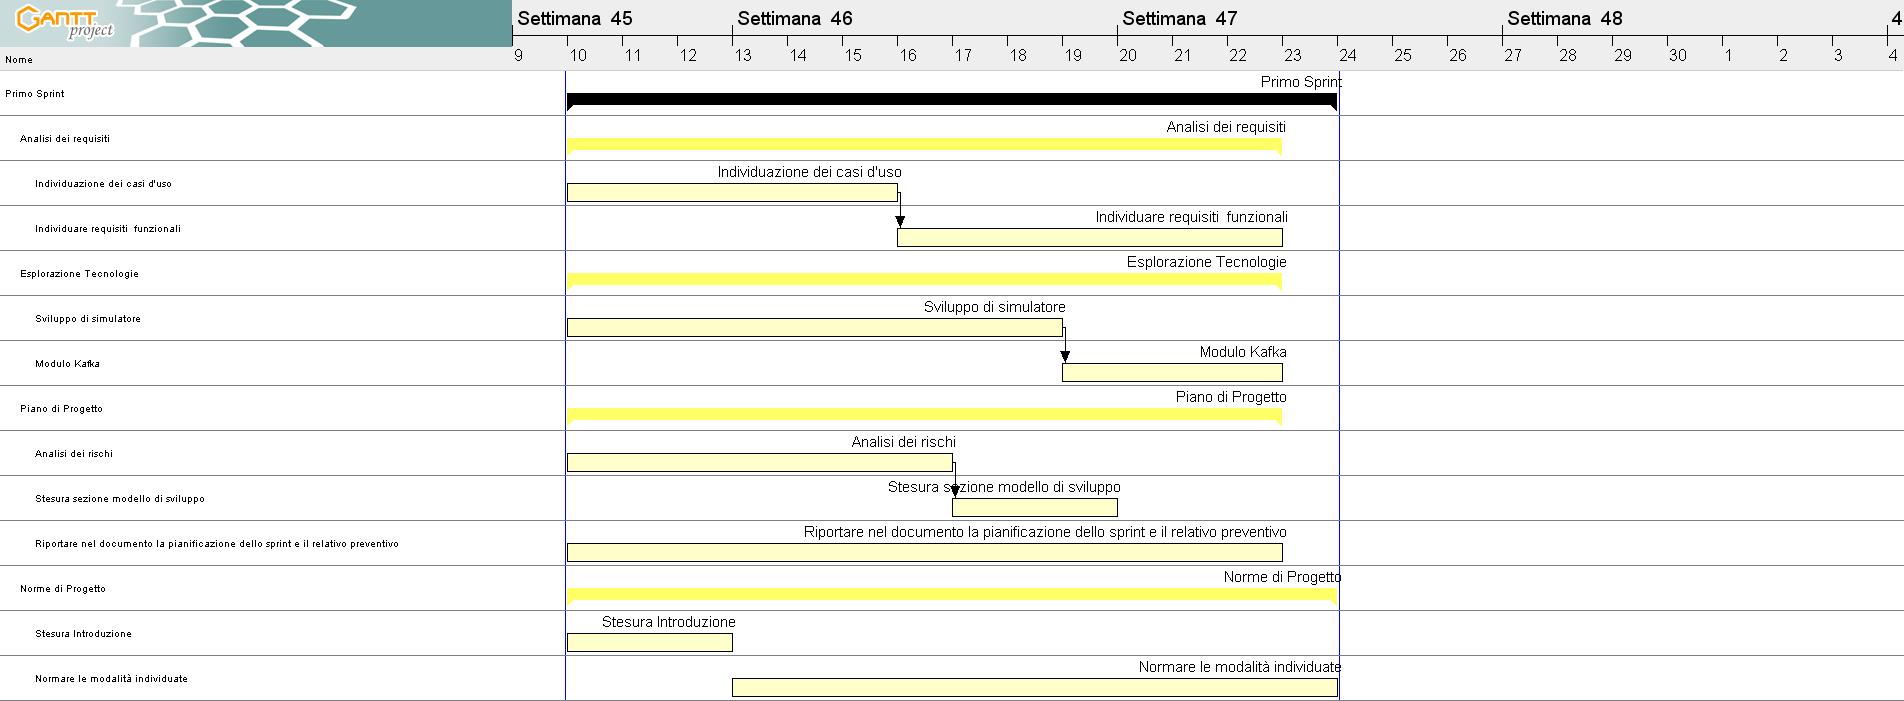 GANTT
project
Settimana 45 Settimana 46 Settimana 47 Settimana 48 4
9 10 11 12 13 14 15 16 17 18 19 20 21 22 23 24 25 26 27 28 29 30 1 2 3 4
Nome
Primo Sprint
Primo Sprint
Analisi dei requisiti
Analisi dei requisiti
Individuazione dei casi d'uso
Individuazione dei casi d'uso
Individuare requisiti funzionali
Individuare requisiti funzionali
Esplorazione Tecnologie
Esplorazione Tecnologie
Sviluppo di simulatore
Sviluppo di simulatore
Modulo Kafka
Modulo Kafka
Piano di Progetto
Piano di Progetto
Analisi dei rischi
Analisi dei rischi
Stesura sezione modello di sviluppo
Stesura sezione modello di sviluppo
Riportare nel documento la pianificazione dello sprint e il relativo preventivo
Riportare nel documento la pianificazione dello sprint e il relativo preventivo
Norme di Progetto
Norme di Progetto
Stesura Introduzione
Stesura Introduzione
Normare le modalità individuate
Normare le modalità individuate